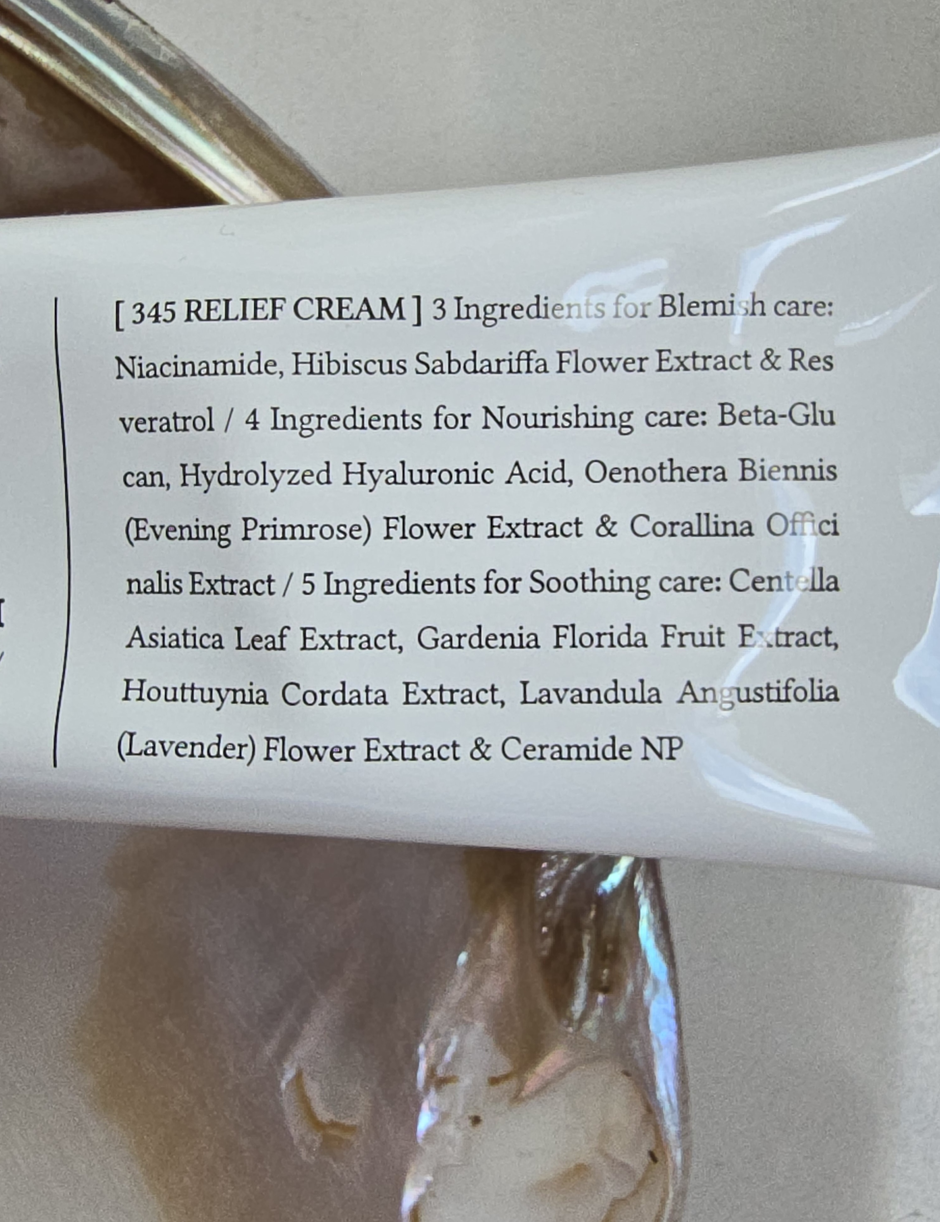 [ 345 RELIEF CREAM ] 3 Ingredients for Blemish care:
Niacinamide, Hibiscus Sabdariffa Flower Extract & Res
veratrol / 4 Ingredients for Nourishing care: Beta-Glu
can, Hydrolyzed Hyaluronic Acid, Oenothera Biennis
(Evening Primrose) Flower Extract & Corallina Offici
nalis Extract / 5 Ingredients for Soothing care: Centella
Asiatica Leaf Extract, Gardenia Florida Fruit Extract,
Houttuynia Cordata Extract, Lavandula Angustifolia
(Lavender) Flower Extract & Ceramide NP